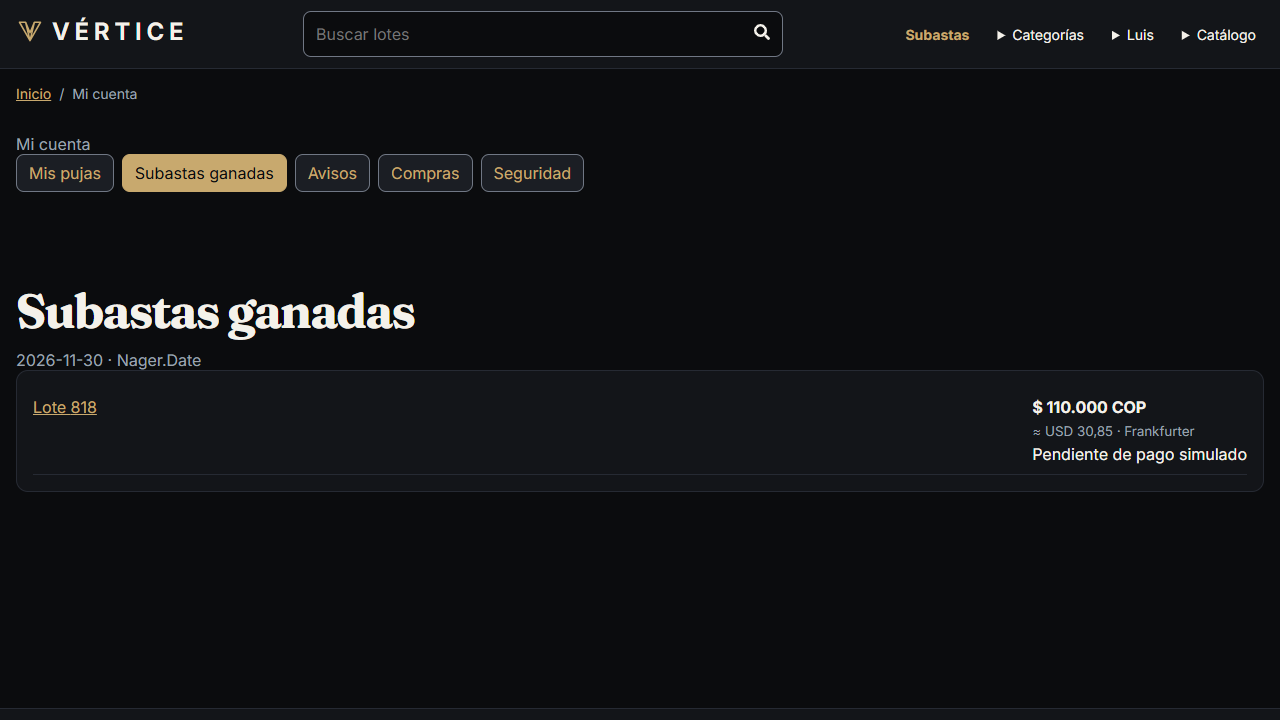 VÉRTICE
Buscar lotes
Subastas
Categorías
Luis
Catálogo
Inicio / Mi cuenta
Mi cuenta
Mis pujas
Subastas ganadas
Avisos
Compras
Seguridad
Subastas ganadas
2026-11-30 · Nager.Date
Lote 818
$ 110.000 COP
≈ USD 30,85 · Frankfurter
Pendiente de pago simulado